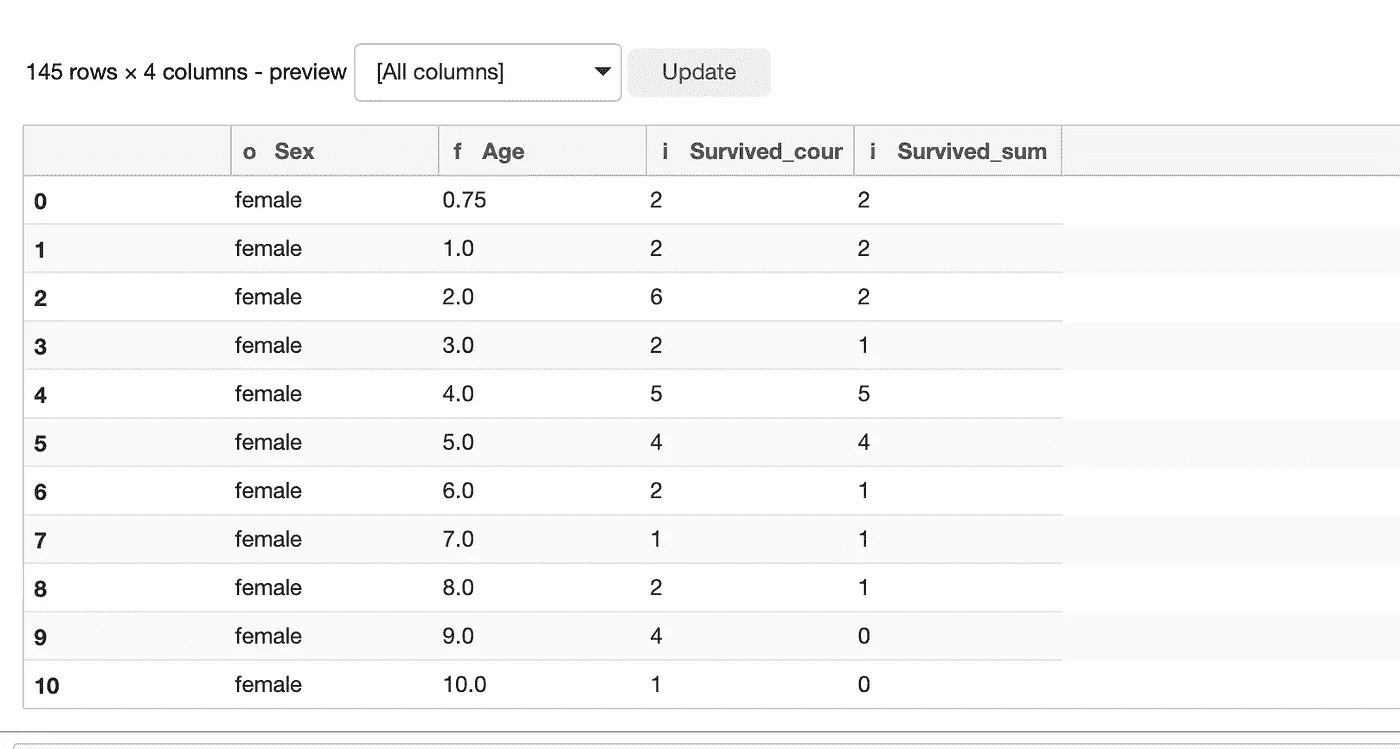 145 rows × 4 columns - preview [All columns] Update
o Sex f Age i Survived_cour i Survived_sum
0 female 0.75 2 2
1 female 1.0 2 2
2 female 2.0 6 2
3 female 3.0 2 1
4 female 4.0 5 5
5 female 5.0 4 4
6 female 6.0 2 1
7 female 7.0 1 1
8 female 8.0 2 1
9 female 9.0 4 0
10 female 10.0 1 0